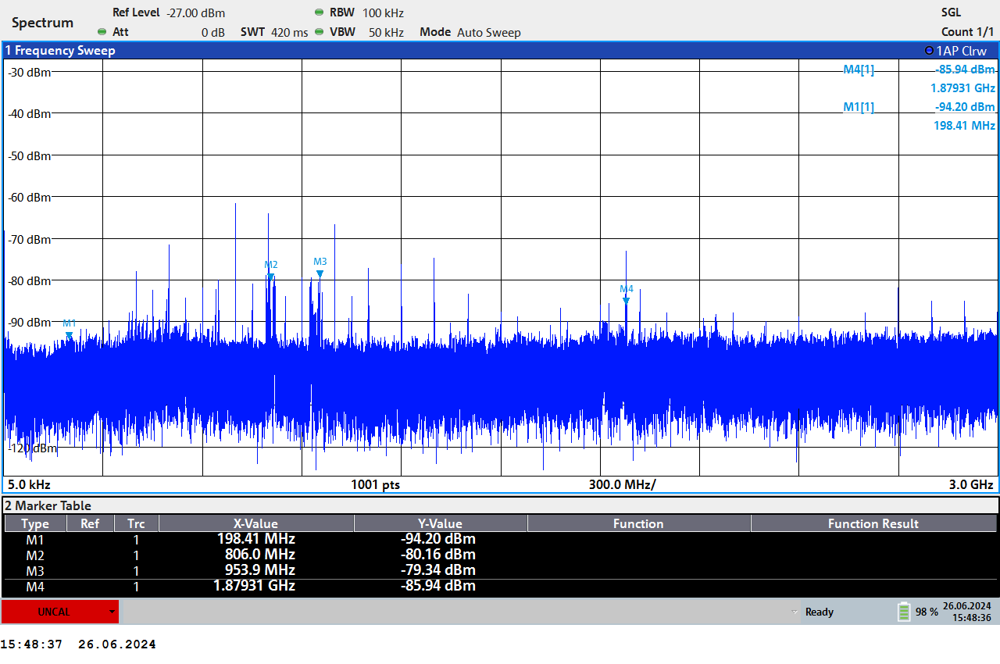 Spectrum
Ref Level -27.00 dBm RBW 100 kHz SGL
Att 0 dB SWT 420 ms VBW 50 kHz Mode Auto Sweep Count 1/1
1 Frequency Sweep 1AP Clrw
M4[1] -85.94 dBm
1.87931 GHz
M1[1] -94.20 dBm
198.41 MHz
-30 dBm
-40 dBm
-50 dBm
-60 dBm
-70 dBm
M2
M3
-80 dBm
M4
-90 dBm
M1
-120 dBm
5.0 kHz 1001 pts 300.0 MHz/ 3.0 GHz
2 Marker Table
Type Ref Trc X-Value Y-Value Function Function Result
M1 1 198.41 MHz -94.20 dBm
M2 1 806.0 MHz -80.16 dBm
M3 1 953.9 MHz -79.34 dBm
M4 1 1.87931 GHz -85.94 dBm
UNCAL Ready 98 % 26.06.2024
15:48:36
15:48:37 26.06.2024